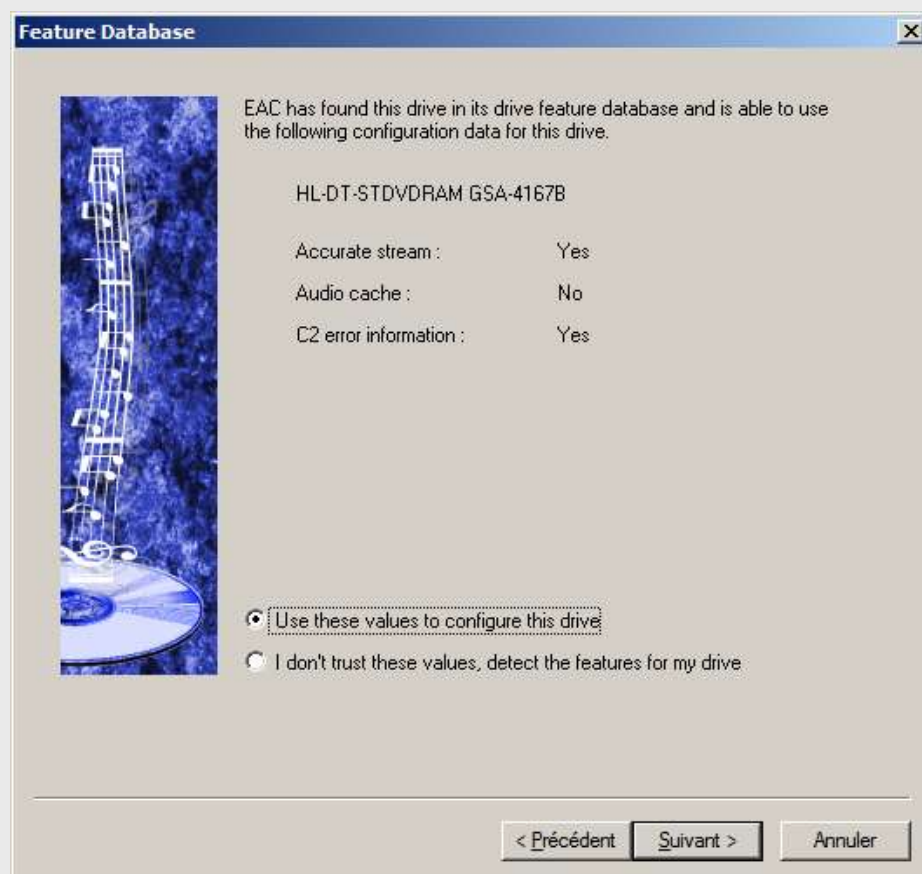 Feature Database
EAC has found this drive in its drive feature database and is able to use
the following configuration data for this drive.
HL-DT-STDVDRAM GSA-4167B
Accurate stream : Yes
Audio cache : No
C2 error information : Yes
Use these values to configure this drive
I don't trust these values, detect the features for my drive
< Précédent Suivant > Annuler